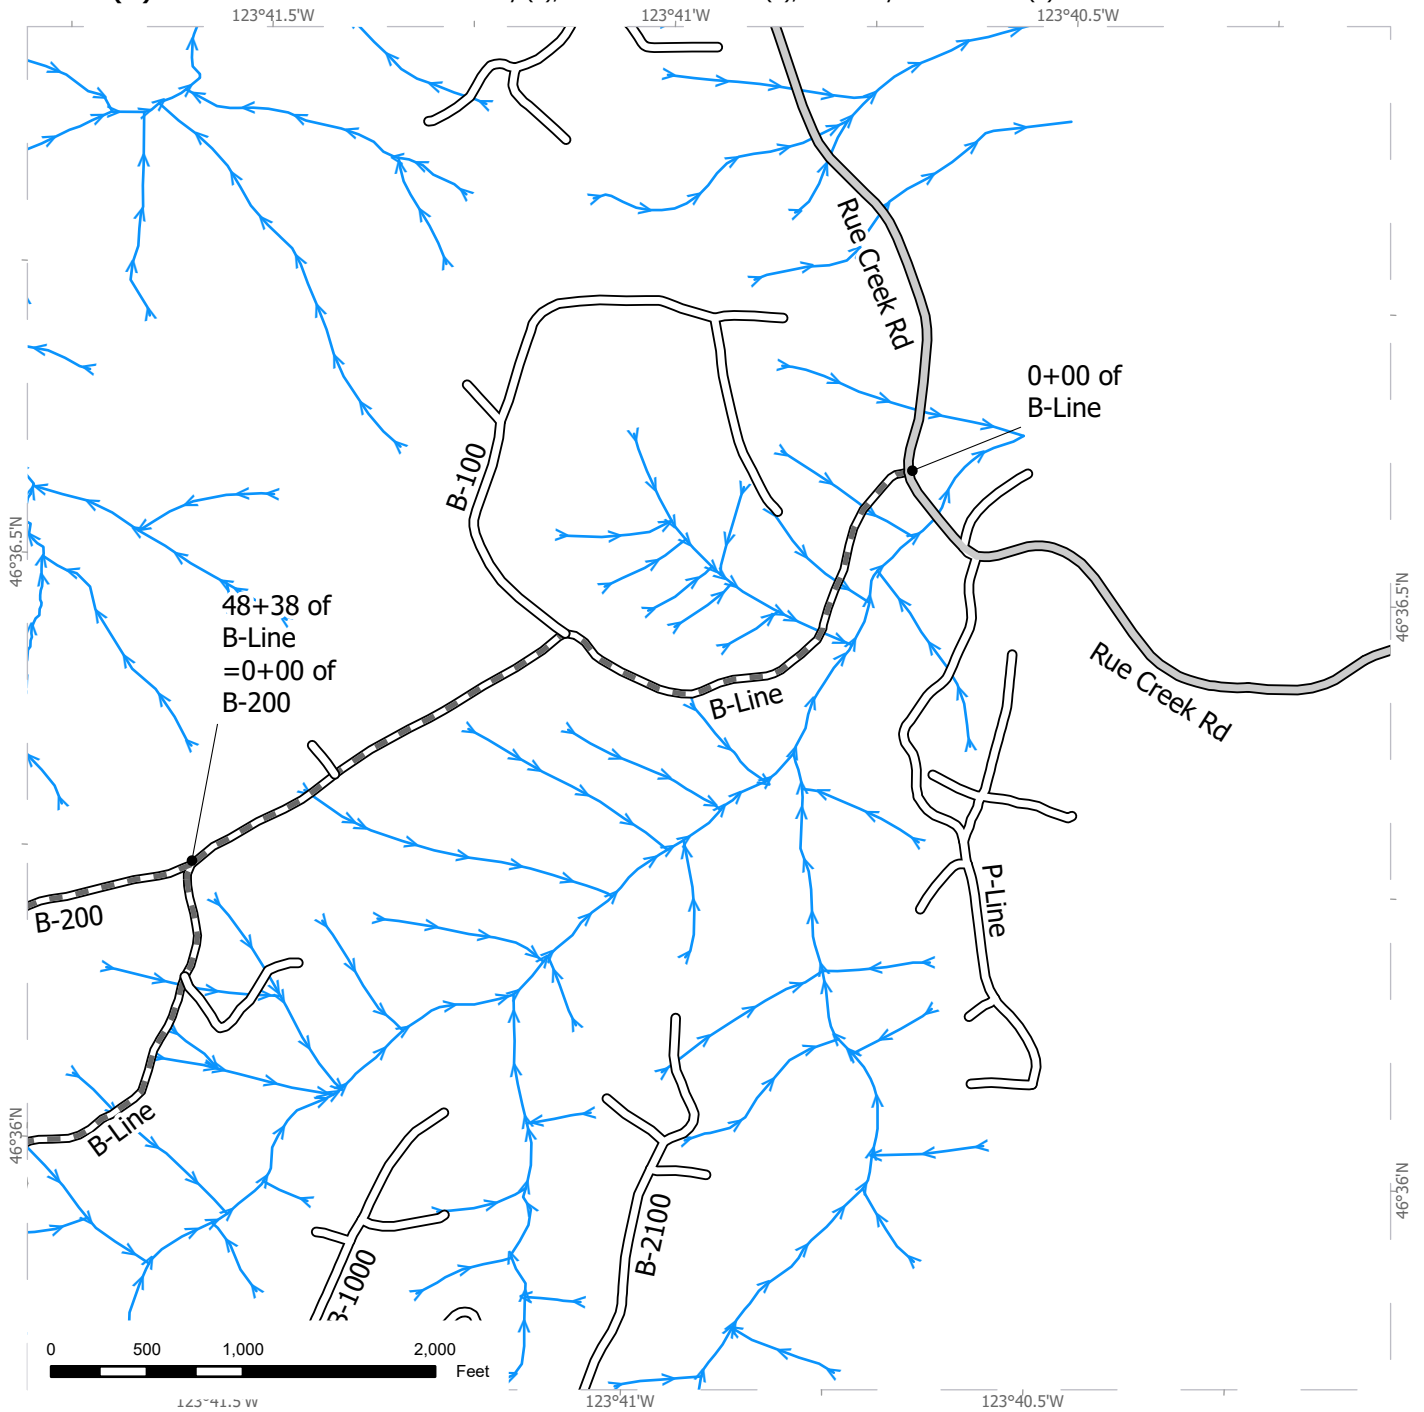 123°41.5'W
123°41'W
123°40.5'W
Rue Creek Rd
0+00 of
B-Line
B-100
46°36.5'N
48+38 of
B-Line
=0+00 of
B-200
46°36.5'N
B-Line
Rue Creek Rd
B-200
P-Line
B-Line
46°36'N
46°36'N
B-2100
B-1000
0
500
1,000
2,000
Feet
123°41.5'W
123°41'W
123°40.5'W